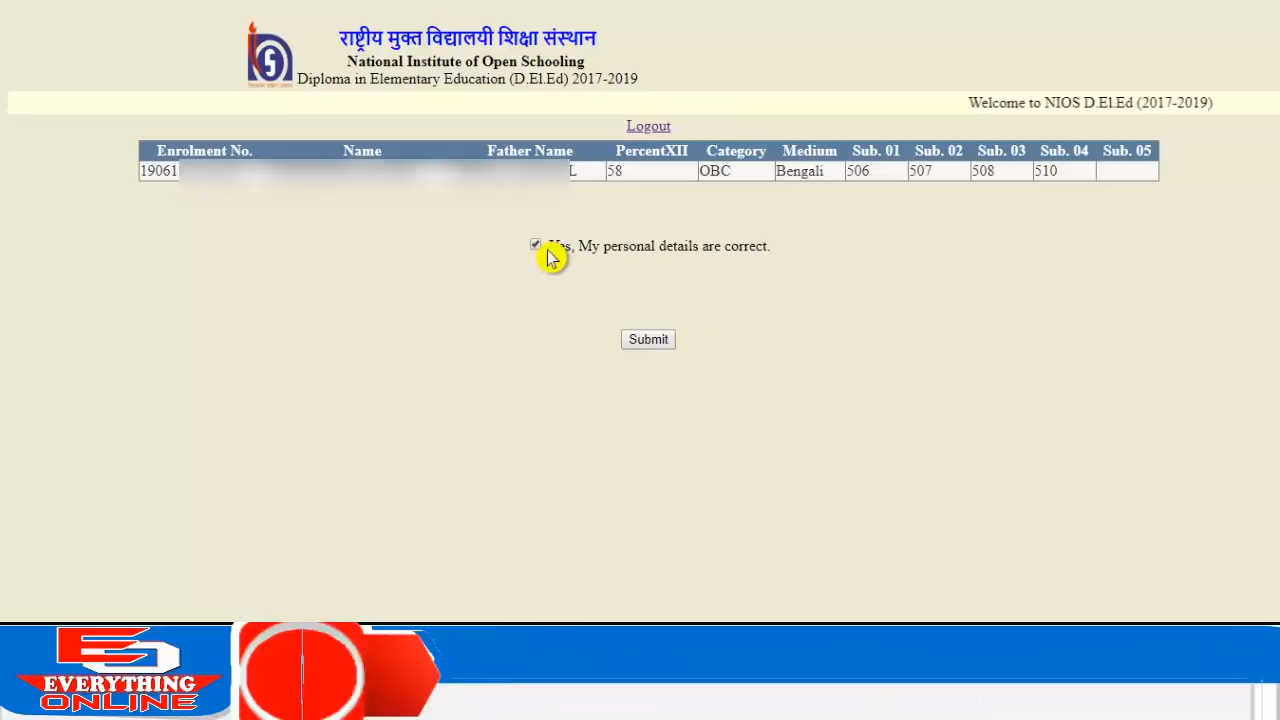 राष्ट्रीय मुक्त विद्यालयी शिक्षा संस्थान
National Institute of Open Schooling
Diploma in Elementary Education (D.El.Ed) 2017-2019
Welcome to NIOS D.El.Ed (2017-2019)
Logout
Enrolment No. Name Father Name PercentXII Category Medium Sub. 01 Sub. 02 Sub. 03 Sub. 04 Sub. 05
19061 L 58 OBC Bengali 506 507 508 510
Yes, My personal details are correct.
Submit
EVERYTHING
ONLINE